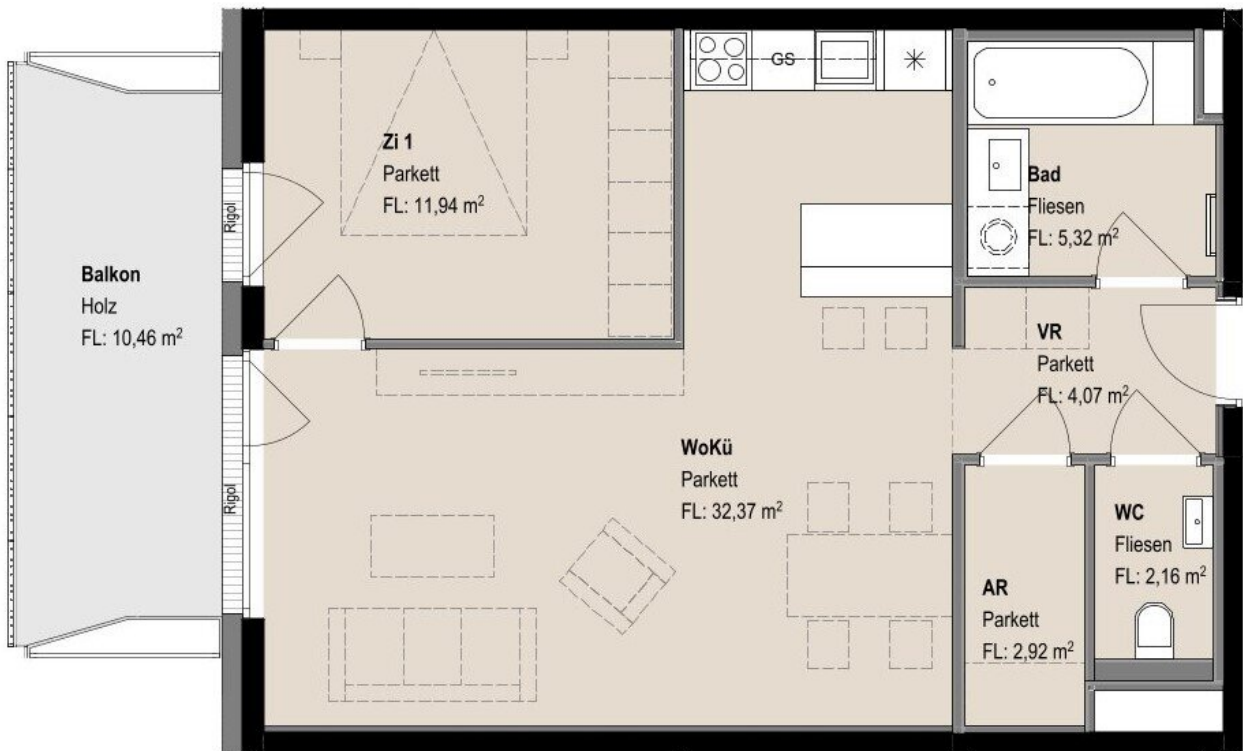 Zi 1
Parkett
FL: 11,94 m²
GS
Bad
Fliesen
FL: 5,32 m²
Rigol
Balkon
Holz
FL: 10,46 m²
VR
Parkett
FL: 4,07 m²
WoKü
Parkett
FL: 32,37 m²
Rigol
WC
Fliesen
FL: 2,16 m²
AR
Parkett
FL: 2,92 m²